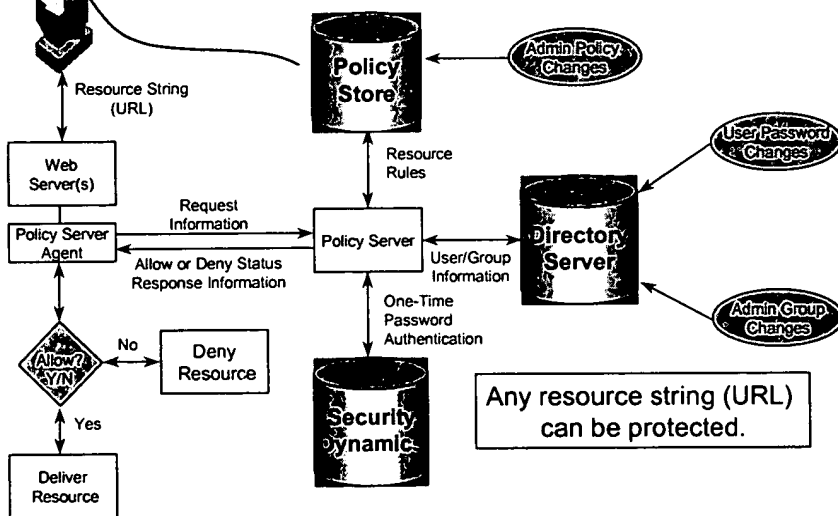 Policy
Store
Admin Policy
Changes
Resource String
(URL)
User Password
Changes
Web
Server(s)
Resource
Rules
Request
Information
Policy Server
Agent
Policy Server
Directory
Server
Allow or Deny Status
Response Information
User/Group
Information
One-Time
Password
Authentication
Admin Group
Changes
Allow?
Y/N
No
Deny
Resource
Yes
Security
Dynamic
Any resource string (URL)
can be protected.
Deliver
Resource